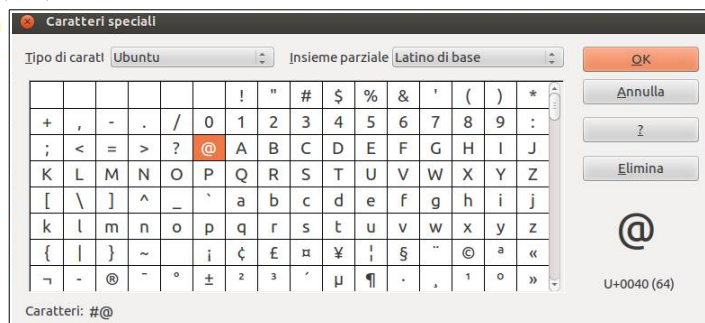 Caratteri speciali
Tipo di caratt Ubuntu Insieme parziale Latino di base OK
! " # $ % & ' ( ) * Annulla
+ , - . / 0 1 2 3 4 5 6 7 8 9 : ?
; < = > ? @ A B C D E F G H I J
K L M N O P Q R S T U V W X Y Z Elimina
[ \ ] ^ _ ` a b c d e f g h i j
k l m n o p q r s t u v w x y z @
{ | } ~ ¡ ¢ £ ¤ ¥ ¦ § ¨ © ª «
¬ - ® ¯ ° ± ² ³ ´ µ ¶ · ¸ ¹ º » U+0040 (64)
Caratteri: #@